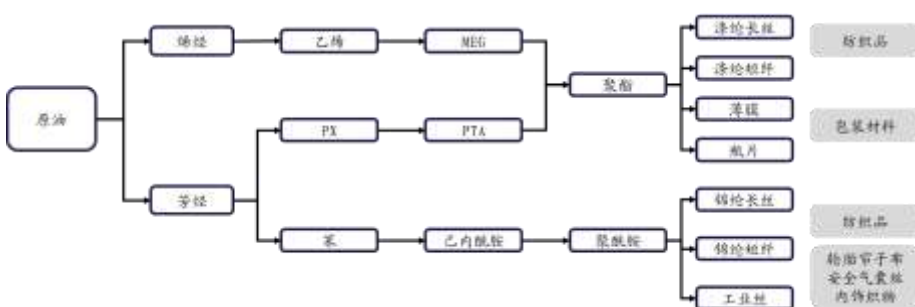 原油
烯烃
乙烯
MEG
芳烃
PX
PTA
苯
己内酰胺
聚酯
聚酰胺
涤纶长丝
涤纶短纤
薄膜
瓶片
锦纶长丝
锦纶短纤
工业丝
纺织品
包装材料
纺织品
轮胎帘子布
安全气囊丝
内饰织物